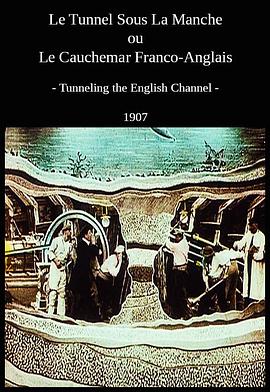 Le Tunnel Sous La Manche
ou
Le Cauchemar Franco-Anglais
- Tunneling the English Channel -
1907